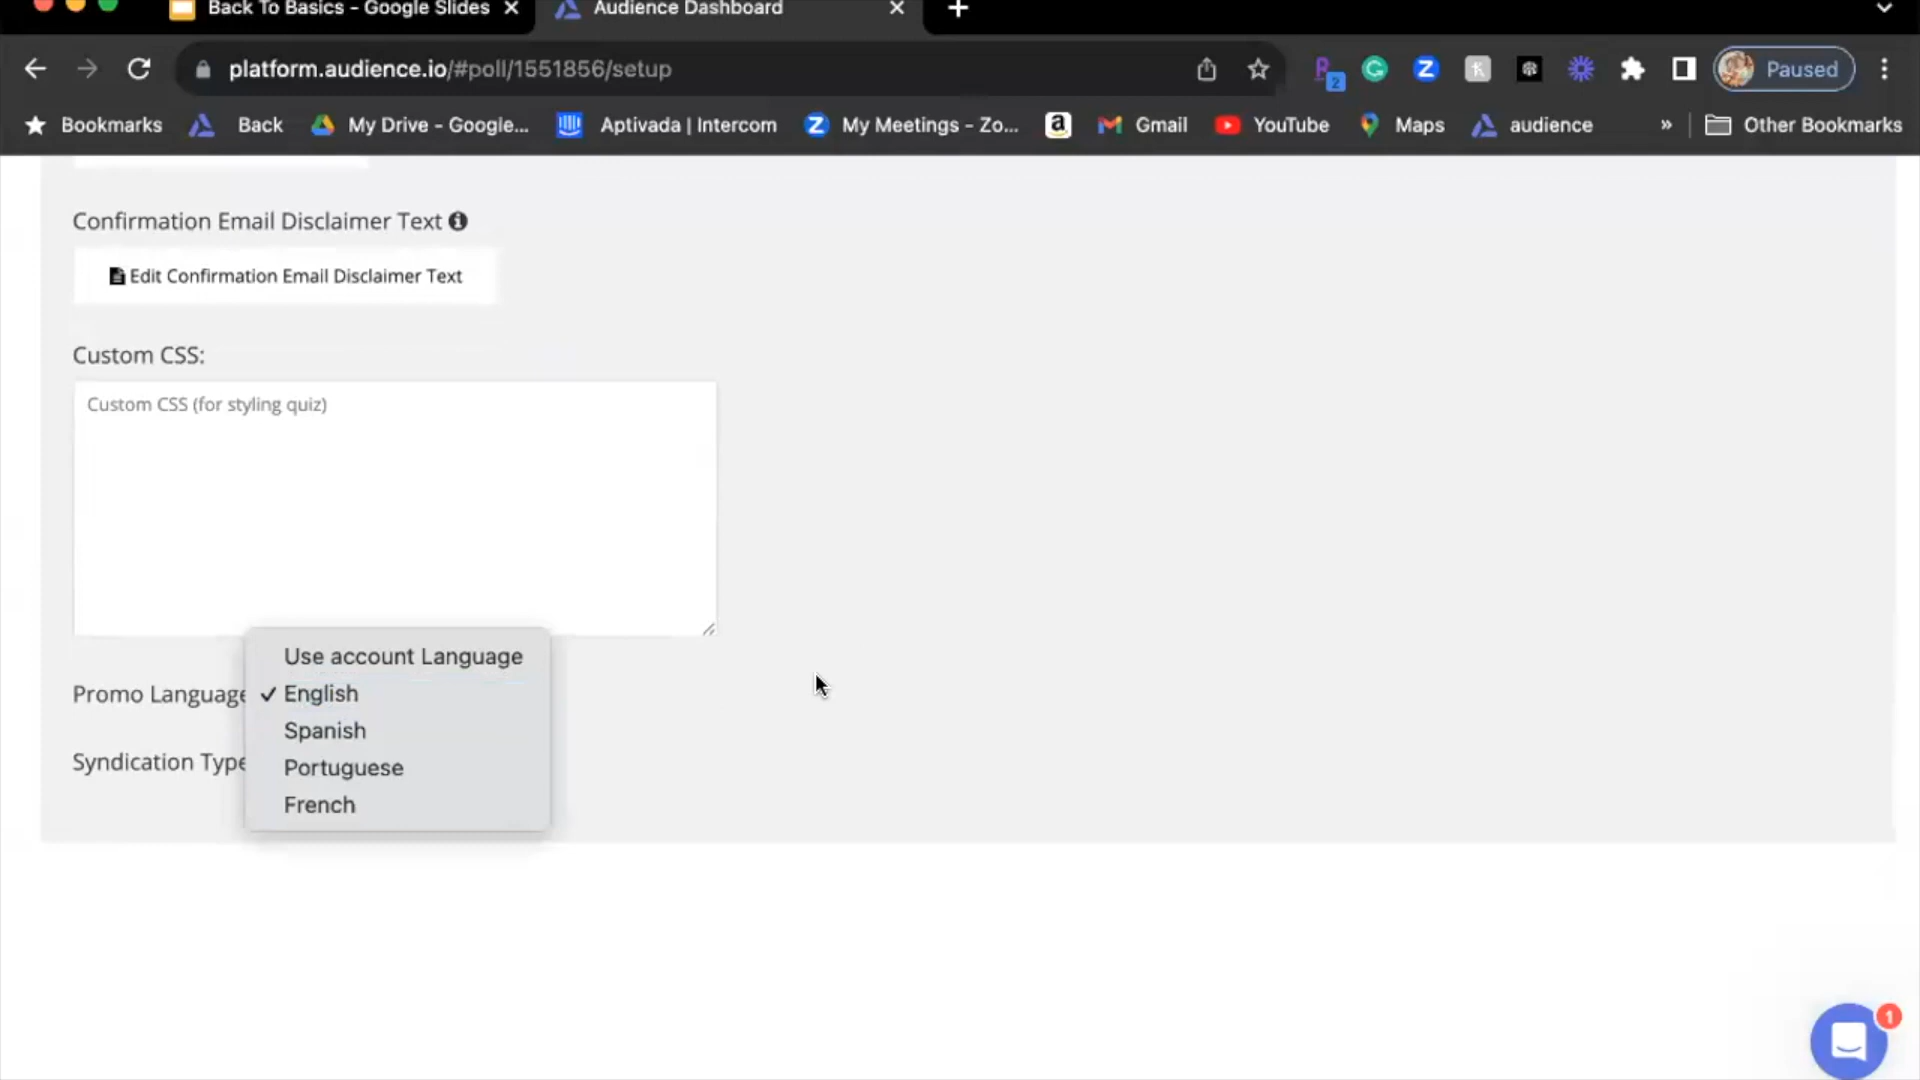 Back To Basics - Google Slides
Audience Dashboard
platform.audience.io/#poll/1551856/setup
2
Paused
Bookmarks
Back
My Drive - Google...
Aptivada | Intercom
My Meetings - Zo...
Gmail
YouTube
Maps
audience
»
Other Bookmarks
Confirmation Email Disclaimer Text
Edit Confirmation Email Disclaimer Text
Custom CSS:
Custom CSS (for styling quiz)
Use account Language
Promo Language
English
Spanish
Syndication Type
Portuguese
French
1